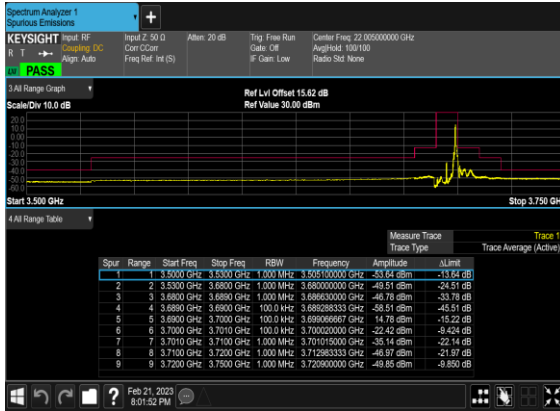 Spectrum Analyzer 1
Spurious Emissions
KEYSIGHT Input: RF Input Z: 50 Ω Atten: 20 dB Trig: Free Run Center Freq: 22.005000000 GHz
R T Coupling: DC Corr CCorr Gate: Off Avg|Hold: 100/100
Align: Auto Freq Ref: Int (S) IF Gain: Low Radio Std: None
PASS
3 All Range Graph
Ref Lvl Offset 15.62 dB
Scale/Div 10.0 dB Ref Value 30.00 dBm
20.0
10.0
0.00
-10.0
-20.0
-30.0
-40.0
-50.0
-60.0
Start 3.500 GHz Stop 3.750 GH
4 All Range Table
Measure Trace Trace 1
Trace Type Trace Average (Active)
Spur Range Start Freq Stop Freq RBW Frequency Amplitude ΔLimit
1 1 3.5000 GHz 3.5300 GHz 1.000 MHz 3.505100000 GHz -53.64 dBm -13.64 dB
2 2 3.5300 GHz 3.6800 GHz 1.000 MHz 3.680000000 GHz -49.51 dBm -24.51 dB
3 3 3.6800 GHz 3.6890 GHz 1.000 MHz 3.686630000 GHz -46.78 dBm -33.78 dB
4 4 3.6890 GHz 3.6900 GHz 100.0 kHz 3.689288333 GHz -58.51 dBm -45.51 dB
5 5 3.6900 GHz 3.7000 GHz 100.0 kHz 3.699066667 GHz 14.78 dBm -15.22 dB
6 6 3.7000 GHz 3.7010 GHz 100.0 kHz 3.700020000 GHz -22.42 dBm -9.424 dB
7 7 3.7010 GHz 3.7100 GHz 1.000 MHz 3.701015000 GHz -35.14 dBm -22.14 dB
8 8 3.7100 GHz 3.7200 GHz 1.000 MHz 3.712983333 GHz -46.97 dBm -21.97 dB
9 9 3.7200 GHz 3.7500 GHz 1.000 MHz 3.720900000 GHz -49.85 dBm -9.850 dB
Feb 21, 2023
8:01:52 PM